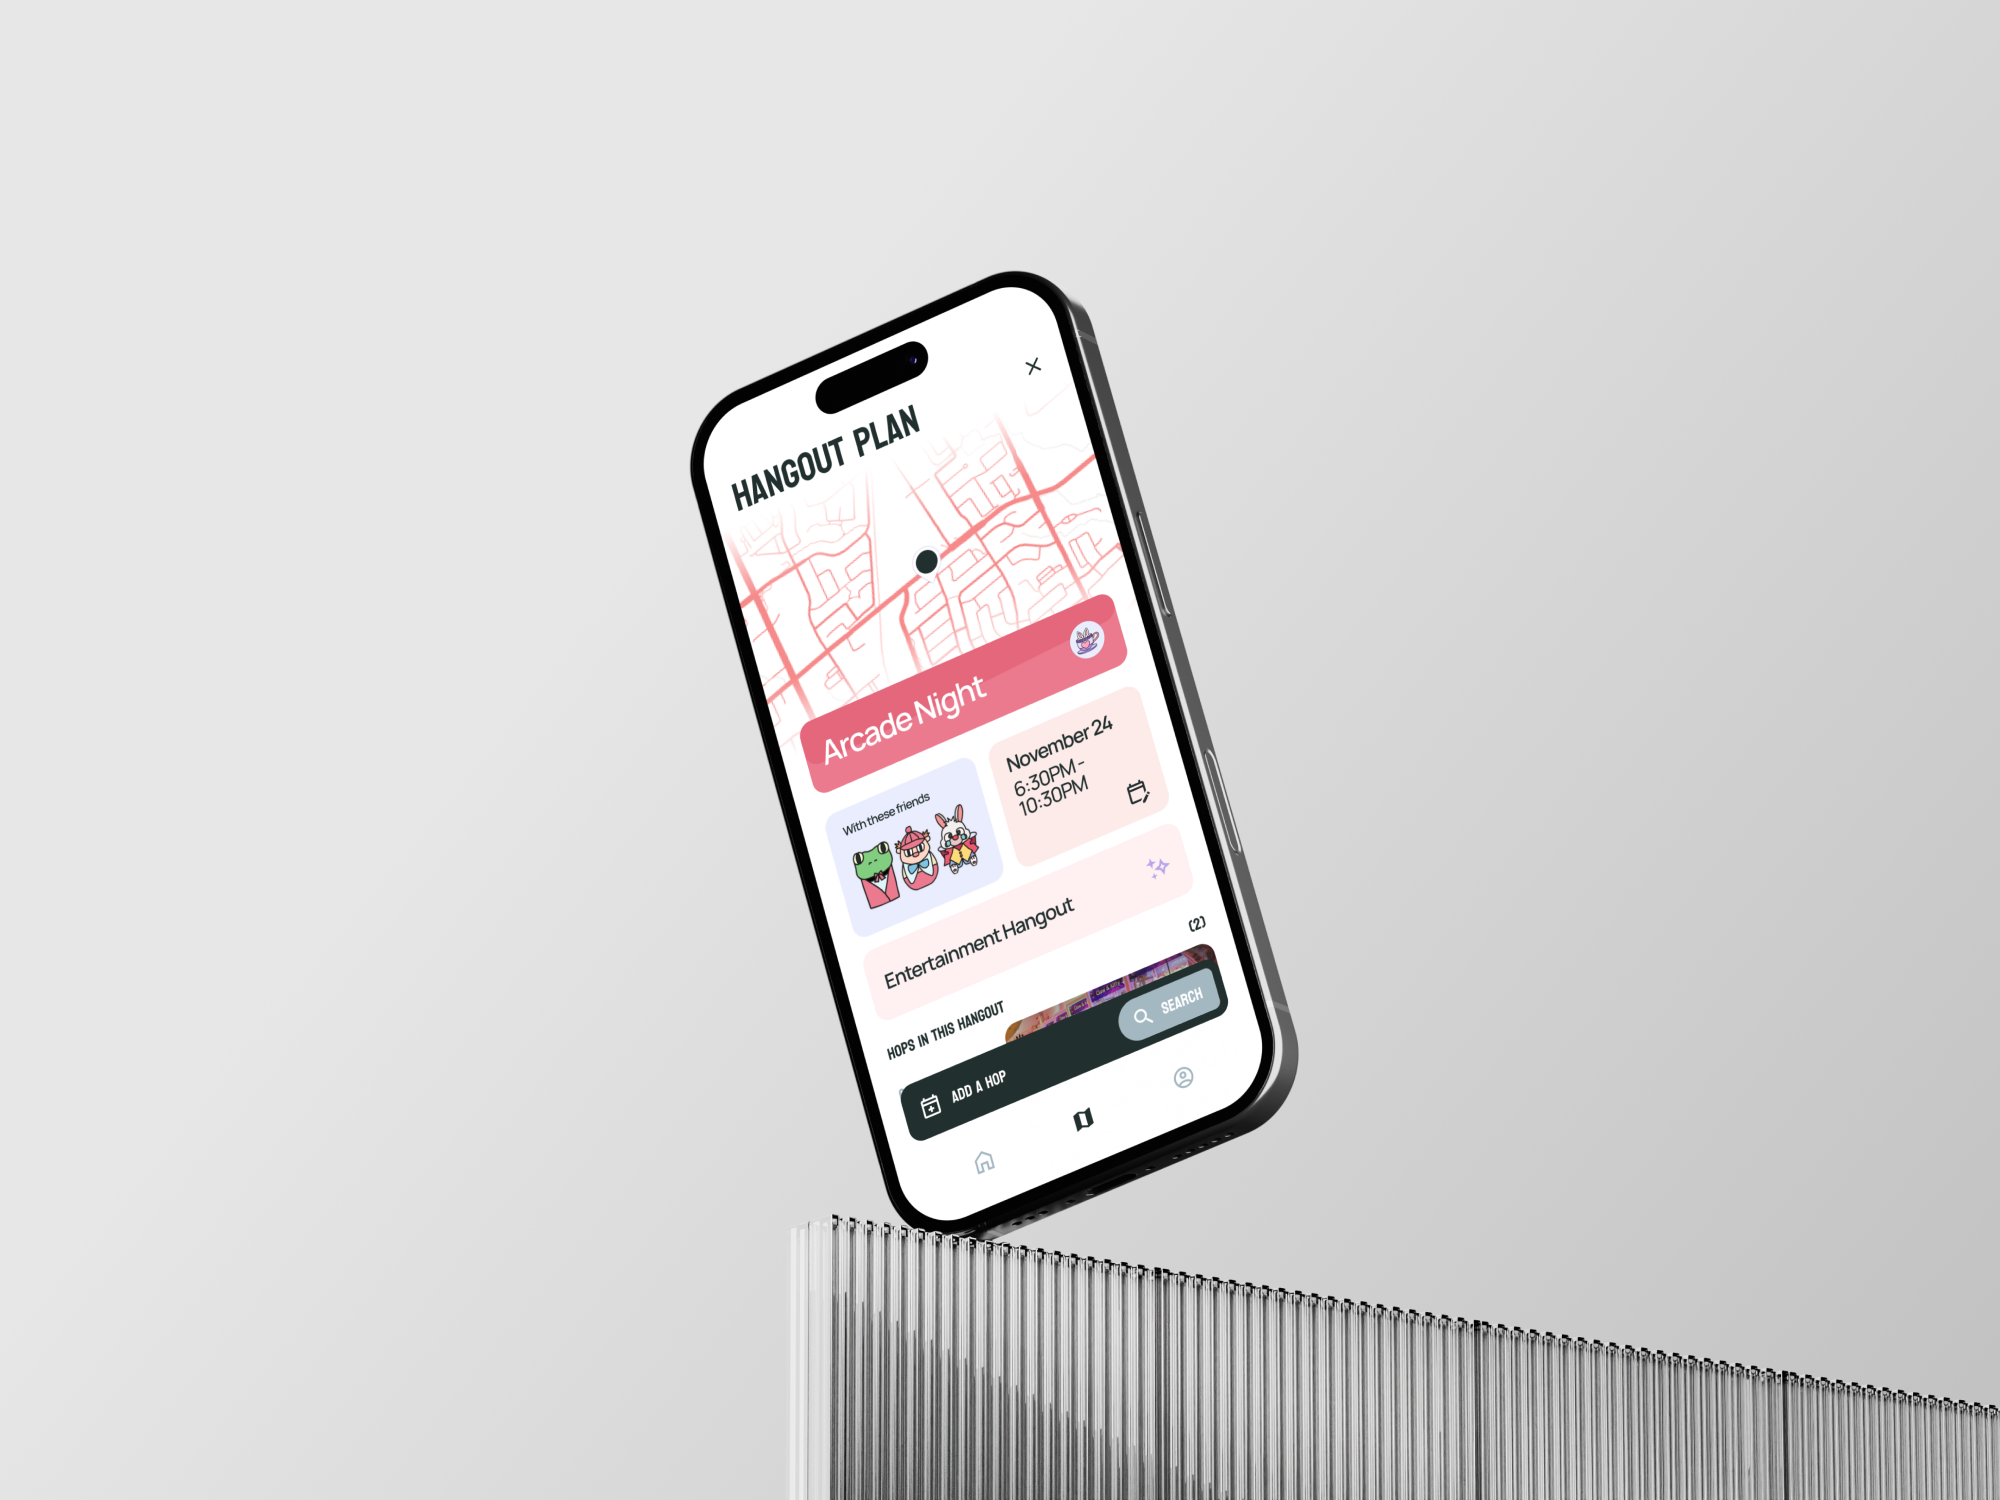 HANGOUT PLAN
Arcade Night
With these friends
November 24
6:30PM -
10:30PM
Entertainment Hangout
HOPS IN THIS HANGOUT
(2)
ADD A HOP
SEARCH